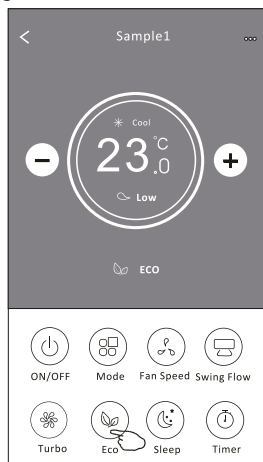 Sample1
Cool
23.0 °C
Low
ECO
ON/OFF Mode Fan Speed Swing Flow
Turbo Eco Sleep Timer